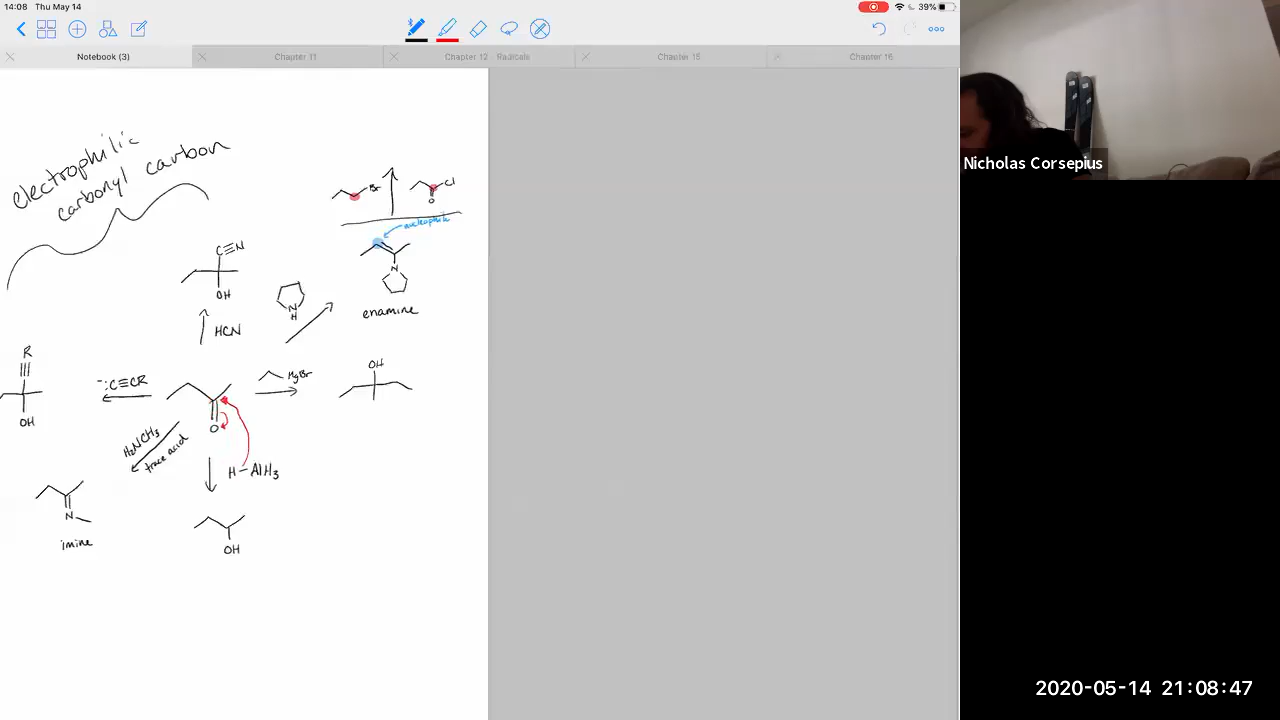 14:08 Thu May 14
39%
Notebook (3)
Chapter 11
Chapter 12 Radicals
Chapter 15
Chapter 16
Nicholas Corsepius
electrophilic
carbonyl carbon
Br
Cl
O
nucleophilic
N
enamine
C≡N
OH
HCN
N
H
R
OH
⁻:C≡CR
MgBr
OH
O
H2NCH3
trace acid
H-AlH3
N
imine
OH
2020-05-14 21:08:47